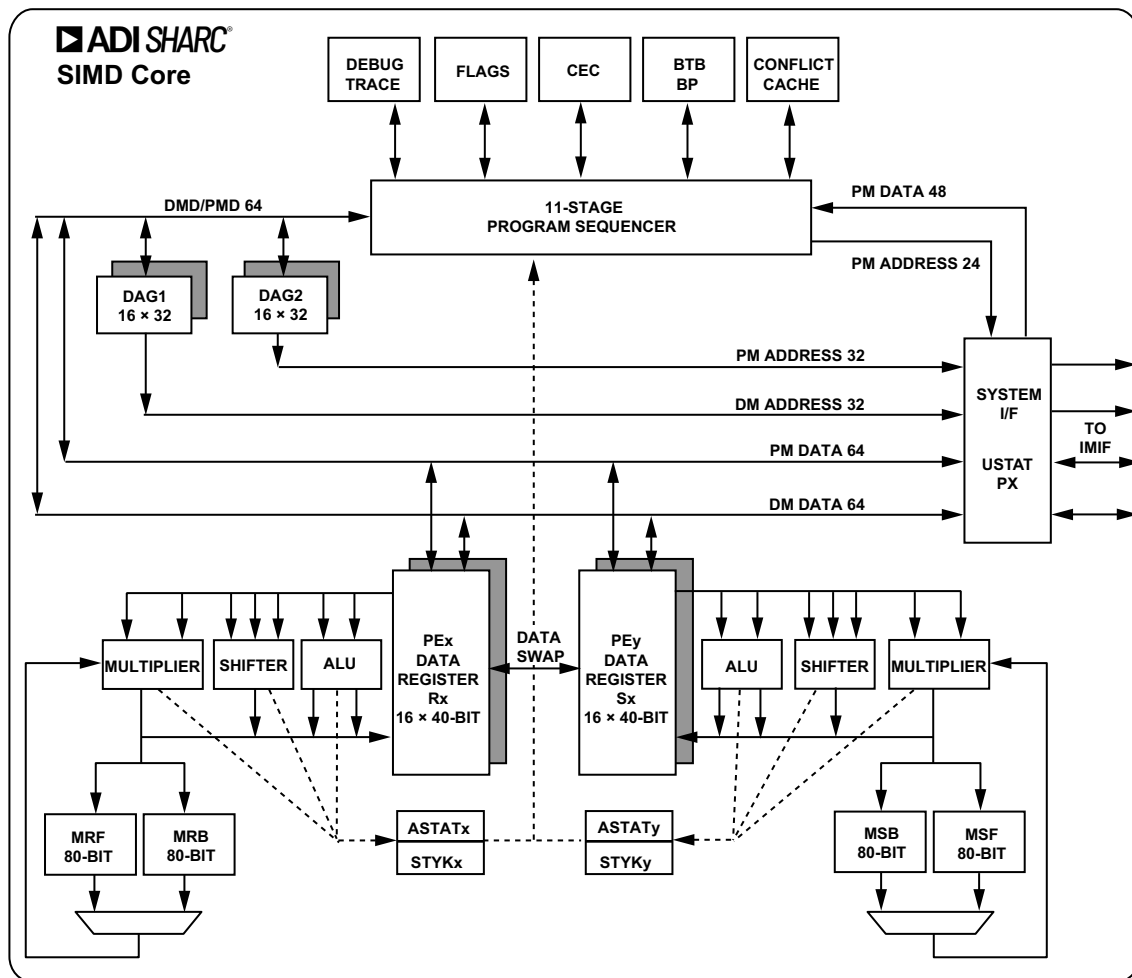 ADI SHARC®
SIMD Core
DEBUG
TRACE
FLAGS
CEC
BTB
BP
CONFLICT
CACHE
DMD/PMD 64
11-STAGE
PROGRAM SEQUENCER
PM DATA 48
PM ADDRESS 24
DAG1
16 × 32
DAG2
16 × 32
PM ADDRESS 32
DM ADDRESS 32
PM DATA 64
DM DATA 64
SYSTEM
I/F
USTAT
PX
TO
IMIF
MULTIPLIER
SHIFTER
ALU
PEx
DATA
REGISTER
Rx
16 × 40-BIT
DATA
SWAP
PEy
DATA
REGISTER
Sx
16 × 40-BIT
ALU
SHIFTER
MULTIPLIER
MRF
80-BIT
MRB
80-BIT
ASTATx
STYKx
ASTATy
STYKy
MSB
80-BIT
MSF
80-BIT